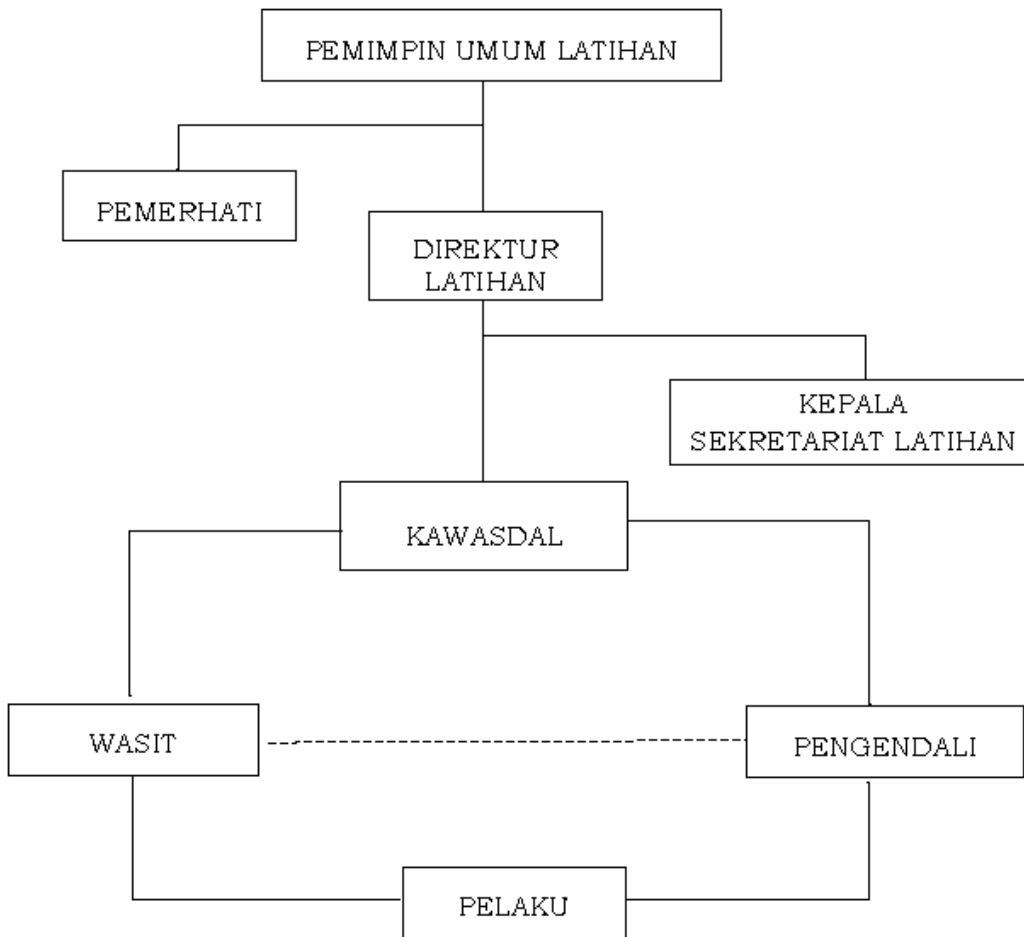 PEMIMPIN UMUM LATIHAN
PEMERHATI
DIREKTUR
LATIHAN
KEPALA
SEKRETARIAT LATIHAN
KAWASDAL
WASIT
PENGENDALI
PELAKU